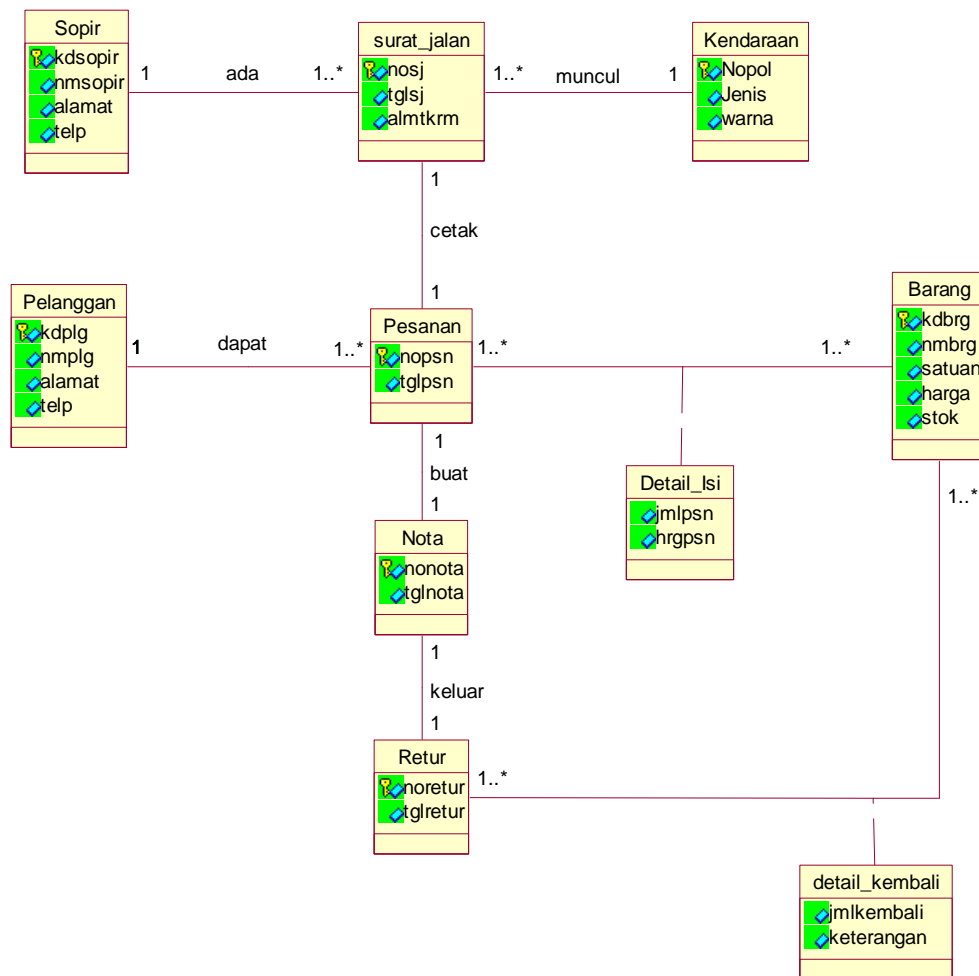 Sopir
kdsopir
nmsopir
alamat
telp
1
ada
1..*
surat_jalan
nosj
tglsj
almtkrm
1..*
muncul
1
Kendaraan
Nopol
Jenis
warna
1
cetak
1
Pelanggan
kdplg
nmplg
alamat
telp
1
dapat
1..*
Pesanan
nopsn
tglpsn
1..*
1..*
Barang
kdbrg
nmbrg
satuan
harga
stok
1
buat
1
Detail_Isi
jmlpsn
hrgpsn
1..*
Nota
nonota
tglnota
1
keluar
1
Retur
noretur
tglretur
1..*
detail_kembali
jmlkembali
keterangan